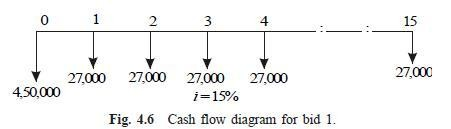 0 1 2 3 4 : : 15
27,000 27,000 27,000 27,000 27,000
4,50,000
i=15%
Fig. 4.6 Cash flow diagram for bid 1.